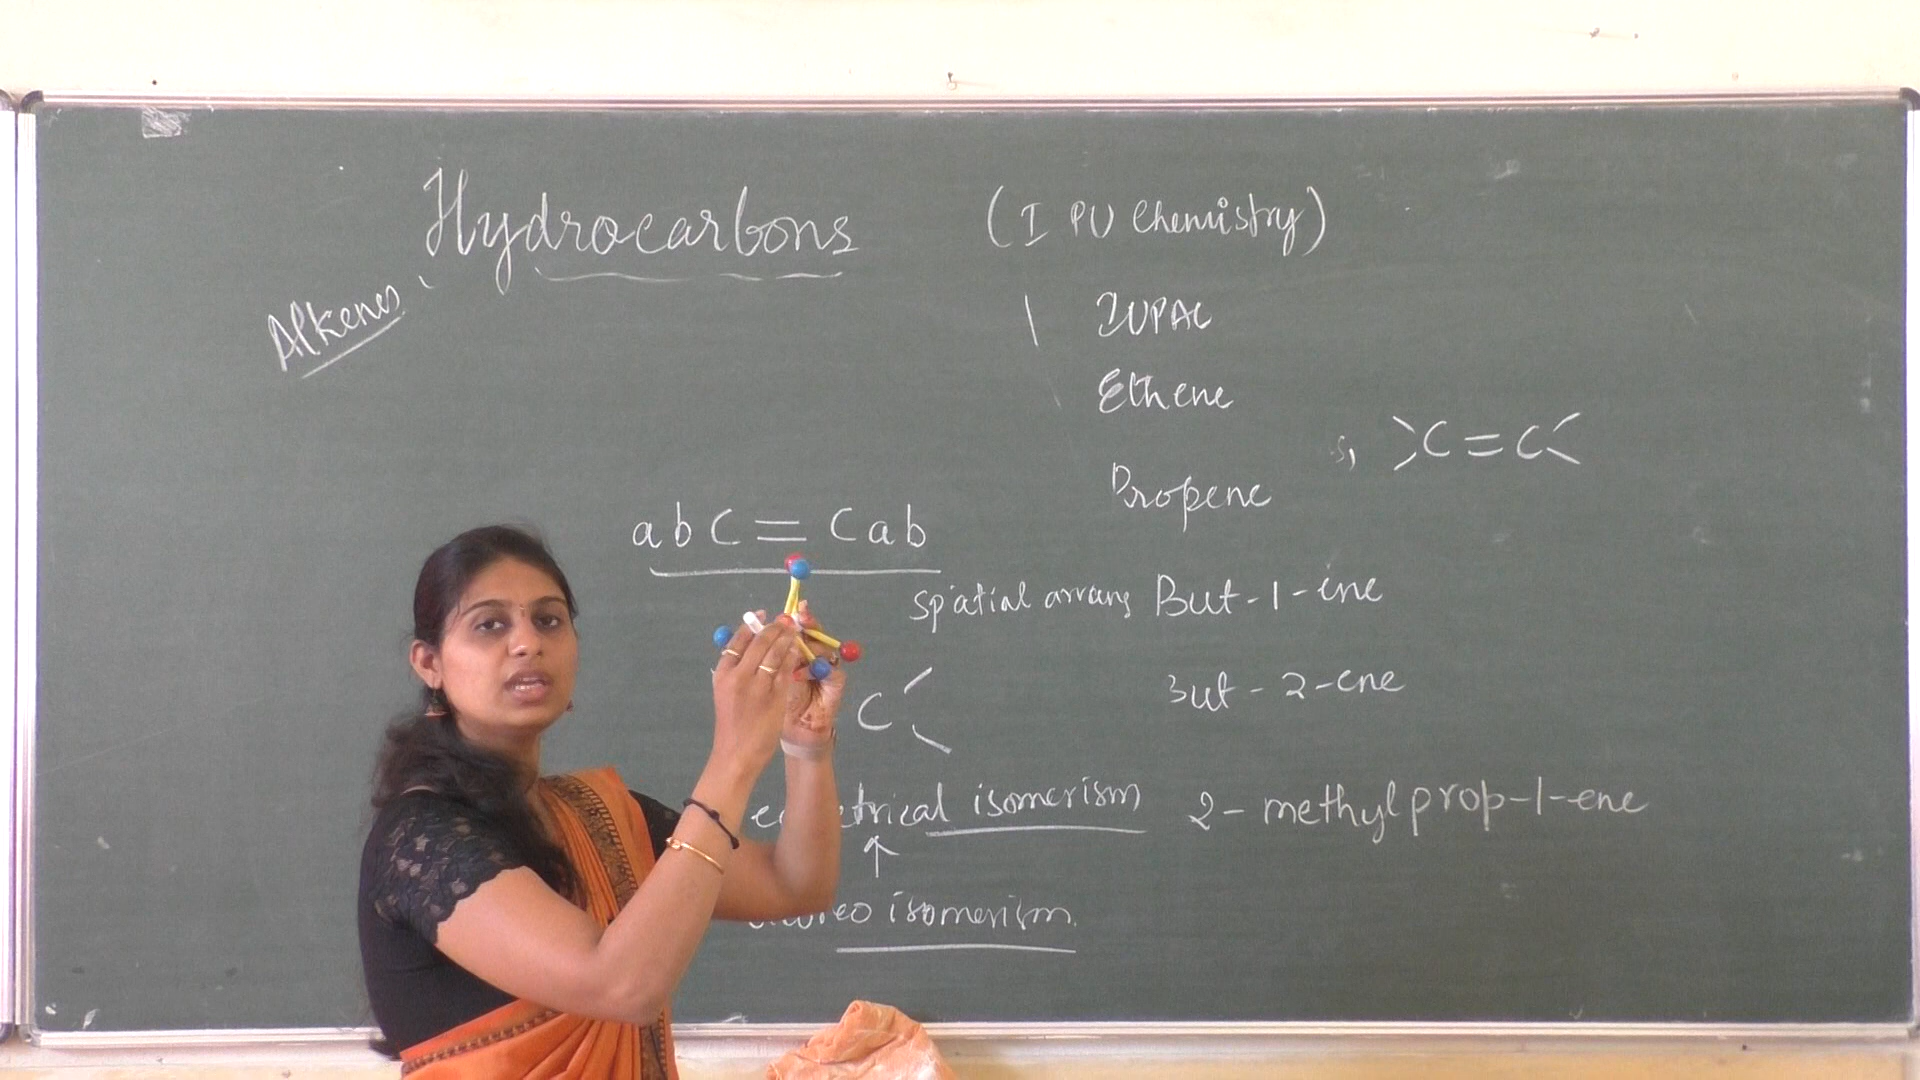 Hydrocarbons
(I PU Chemistry)
Alkenes
IUPAC
Ethene
C = C
Propene
abC = Cab
spatial arrang
But-1-ene
but-2-ene
C
isomerism
2-methylprop-1-ene
isomerism